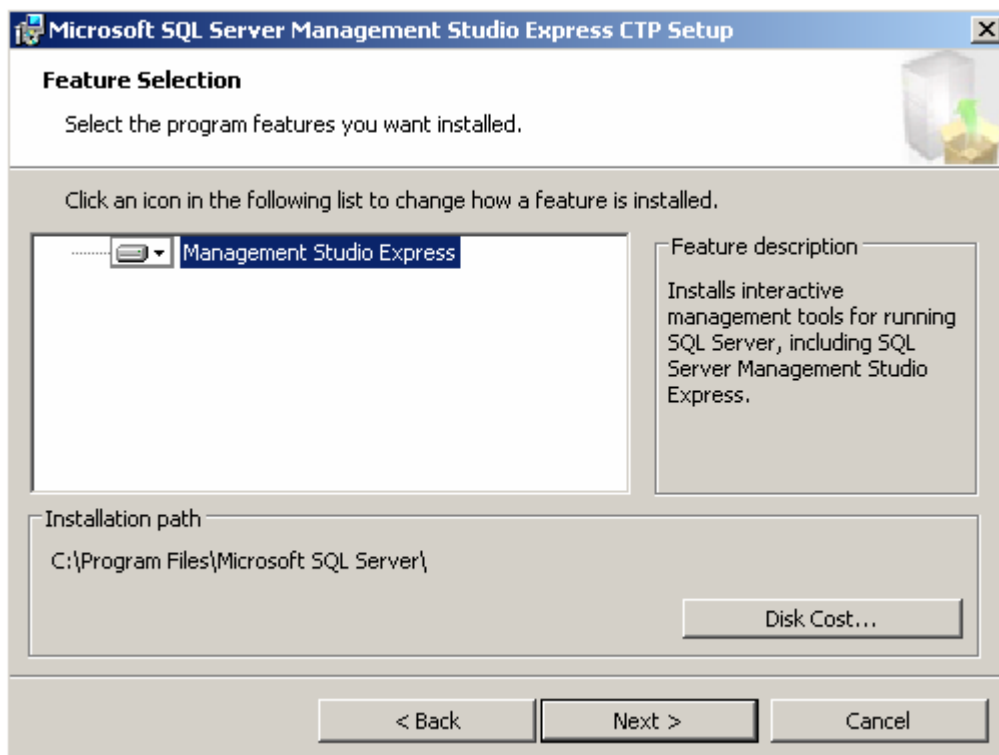 Microsoft SQL Server Management Studio Express CTP Setup
Feature Selection
Select the program features you want installed.
Click an icon in the following list to change how a feature is installed.
Management Studio Express
Feature description
Installs interactive
management tools for running
SQL Server, including SQL
Server Management Studio
Express.
Installation path
C:\Program Files\Microsoft SQL Server\
Disk Cost...
< Back
Next >
Cancel